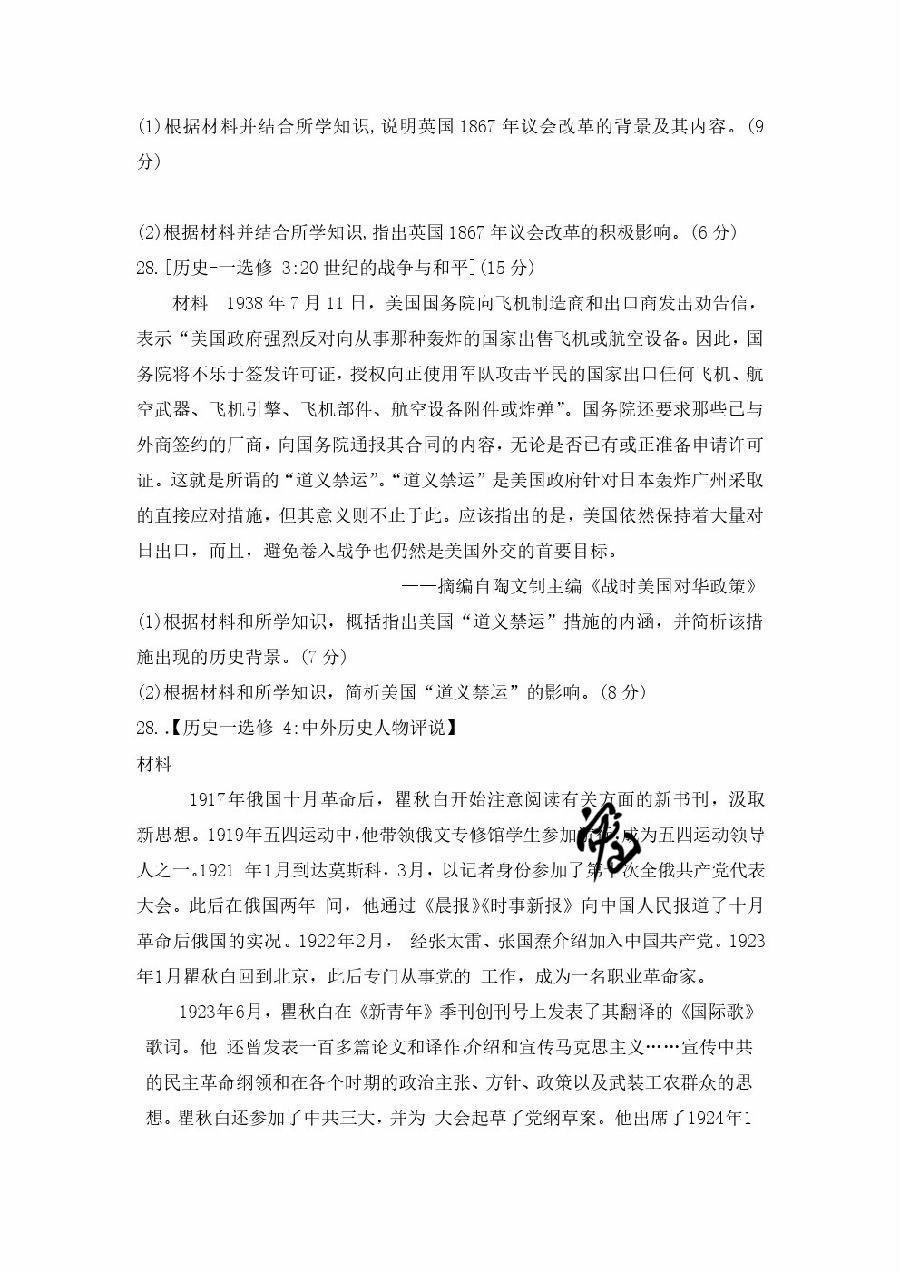 (1)根据材料并结合所学知识,说明英国1867年议会改革的背景及其内容。(9
分)
(2)根据材料并结合所学知识,指出英国1867年议会改革的积极影响。(6分)
28.[历史-一选修 3:20世纪的战争与和平](15分)
材料 1938年7月11日，美国国务院向飞机制造商和出口商发出劝告信，
表示“美国政府强烈反对向从事那种轰炸的国家出售飞机或航空设备。因此，国
务院将不乐于签发许可证，授权向正使用军队攻击平民的国家出口任何飞机、航
空武器、飞机引擎、飞机部件、航空设备附件或炸弹”。国务院还要求那些已与
外商签约的厂商，向国务院通报其合同的内容，无论是否已有或正准备申请许可
证。这就是所谓的“道义禁运”。“道义禁运”是美国政府针对日本轰炸广州采取
的直接应对措施，但其意义则不止于此。应该指出的是，美国依然保持着大量对
日出口，而且，避免卷入战争也仍然是美国外交的首要目标。
——摘编自陶文钊主编《战时美国对华政策》
(1)根据材料和所学知识，概括指出美国“道义禁运”措施的内涵，并简析该措
施出现的历史背景。(7分)
(2)根据材料和所学知识，简析美国“道义禁运”的影响。(8分)
28..【历史一选修 4:中外历史人物评说】
材料
1917年俄国十月革命后，瞿秋白开始注意阅读有关方面的新书刊，汲取
新思想。1919年五四运动中,他带领俄文专修馆学生参加 成为五四运动领导
人之一。1921 年1月到达莫斯科．3月，以记者身份参加了第十次全俄共产党代表
大会。此后在俄国两年 间，他通过《晨报》《时事新报》向中国人民报道了十月
革命后俄国的实况。1922年2月， 经张太雷、张国焘介绍加入中国共产党。1923
年1月瞿秋白回到北京，此后专门从事党的 工作，成为一名职业革命家。
1923年6月，瞿秋白在《新青年》季刊创刊号上发表了其翻译的《国际歌》
歌词。他 还曾发表一百多篇论文和译作,介绍和宣传马克思主义……宣传中共
的民主革命纲领和在各个时期的政治主张、方针、政策以及武装工农群众的思
想。瞿秋白还参加了中共三大，并为 大会起草了党纲草案。他出席了1924年1